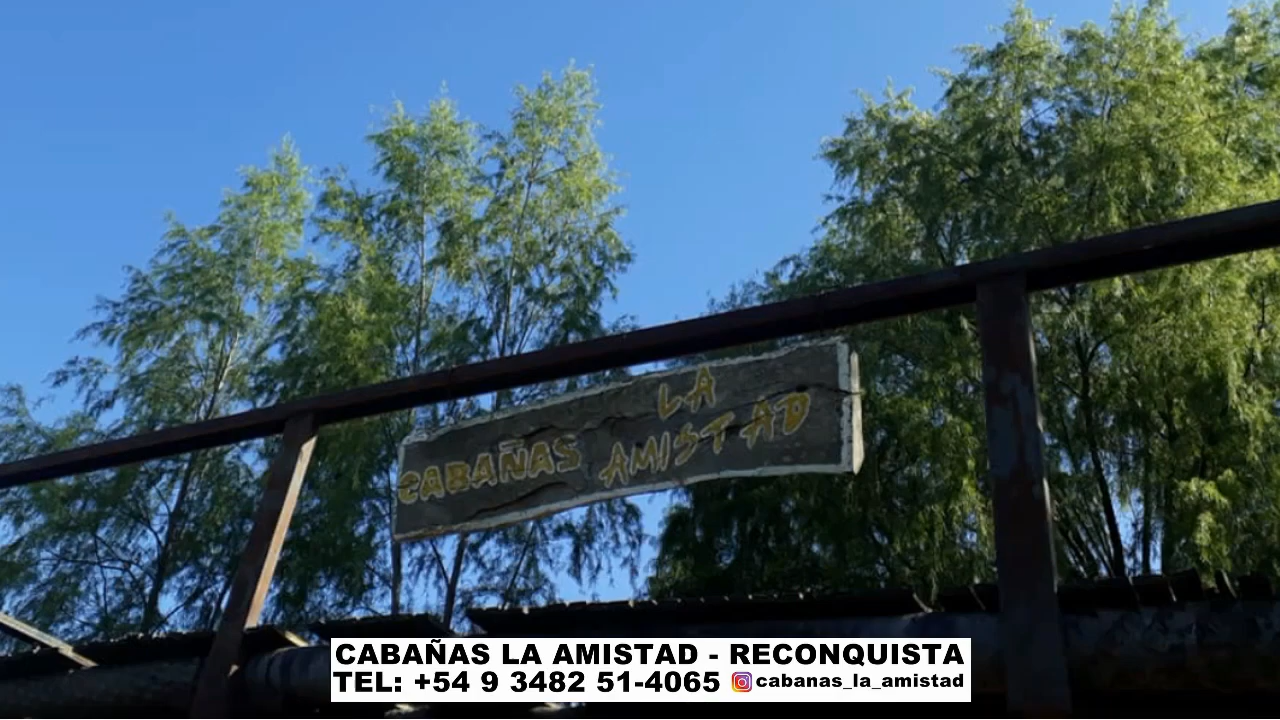 LA
CABAÑAS AMISTAD
CABAÑAS LA AMISTAD - RECONQUISTA
TEL: +54 9 3482 51-4065 cabanas_la_amistad